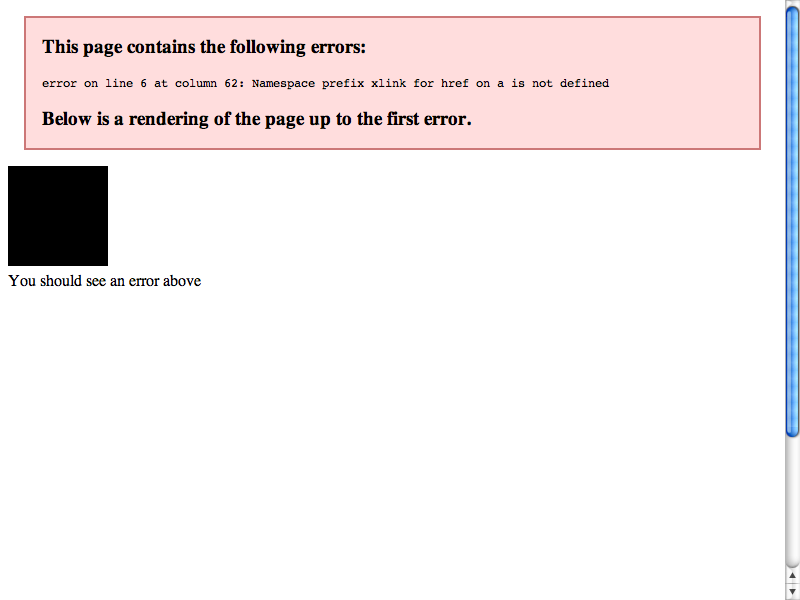 This page contains the following errors:
error on line 6 at column 62: Namespace prefix xlink for href on a is not defined
Below is a rendering of the page up to the first error.
You should see an error above